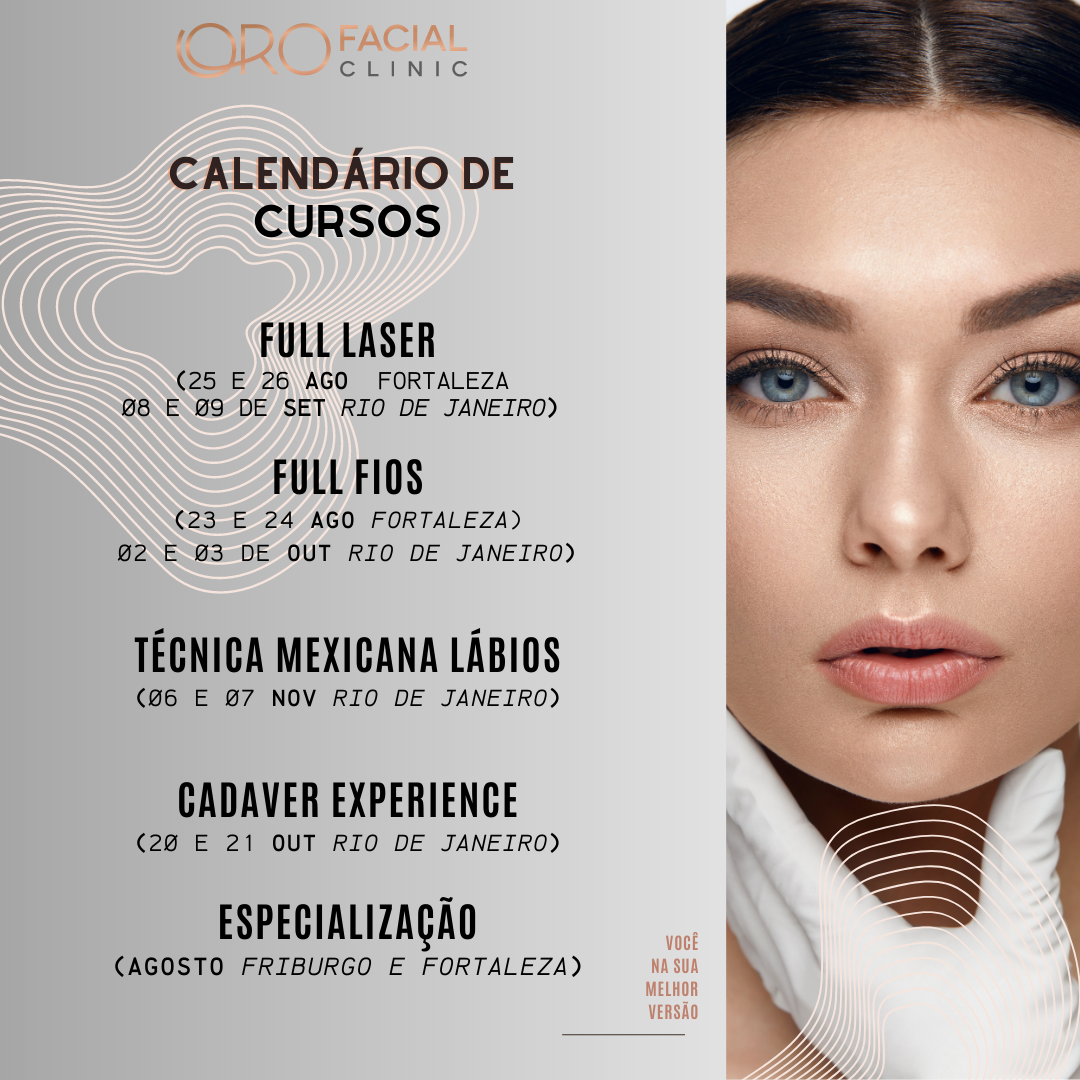 ORO FACIAL
CLINIC
CALENDÁRIO DE
CURSOS
FULL LASER
(25 E 26 AGO FORTALEZA
08 E 09 DE SET RIO DE JANEIRO)
FULL FIOS
(23 E 24 AGO FORTALEZA)
02 E 03 DE OUT RIO DE JANEIRO)
TÉCNICA MEXICANA LÁBIOS
(06 E 07 NOV RIO DE JANEIRO)
CADAVER EXPERIENCE
(20 E 21 OUT RIO DE JANEIRO)
ESPECIALIZAÇÃO
(AGOSTO FRIBURGO E FORTALEZA)
VOCÊ
NA SUA
MELHOR
VERSÃO